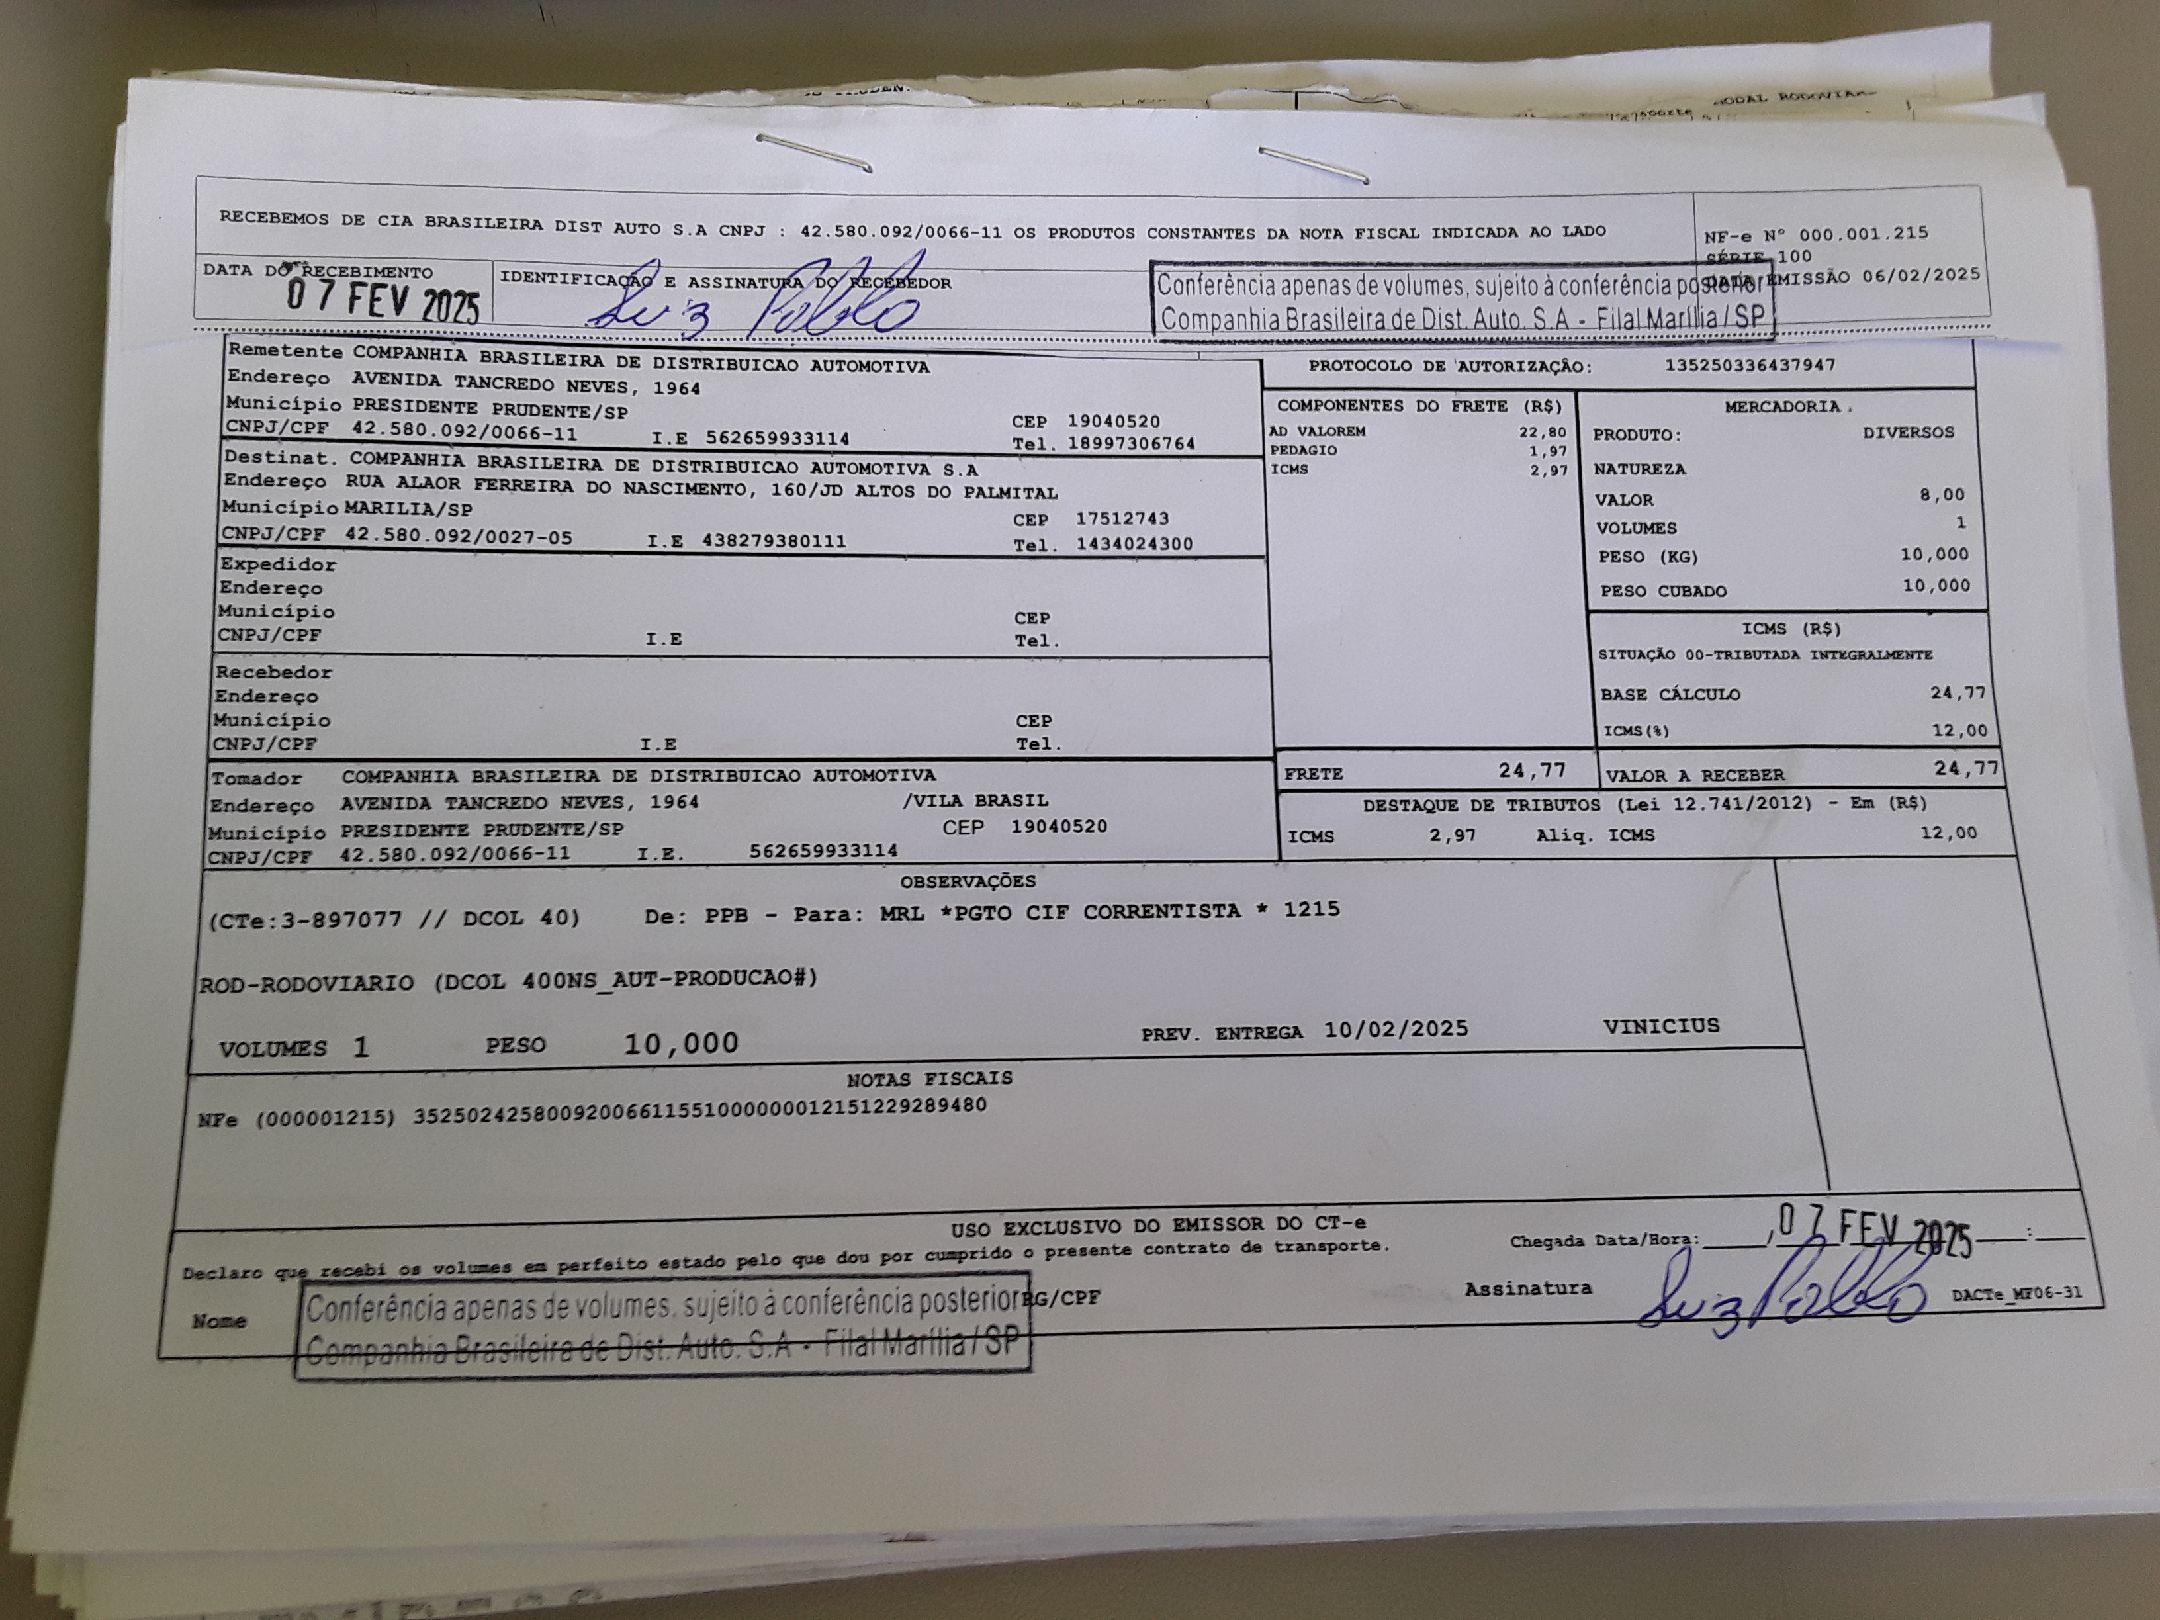 RECEBEMOS DE CIA BRASILEIRA DIST AUTO S.A CNPJ : 42.580.092/0066-11 OS PRODUTOS CONSTANTES DA NOTA FISCAL INDICADA AO LADO
NF-e Nº 000.001.215
SÉRIE 100
DATA EMISSÃO 06/02/2025
DATA DO RECEBIMENTO
07 FEV 2025
IDENTIFICAÇÃO E ASSINATURA DO RECEBEDOR
Luiz Pablo
Conferência apenas de volumes, sujeito à conferência posterior
Companhia Brasileira de Dist. Auto. S.A - Filal Marília / SP
Remetente COMPANHIA BRASILEIRA DE DISTRIBUICAO AUTOMOTIVA
Endereço AVENIDA TANCREDO NEVES, 1964
Município PRESIDENTE PRUDENTE/SP CEP 19040520
CNPJ/CPF 42.580.092/0066-11 I.E 562659933114 Tel. 18997306764
Destinat. COMPANHIA BRASILEIRA DE DISTRIBUICAO AUTOMOTIVA S.A
Endereço RUA ALAOR FERREIRA DO NASCIMENTO, 160/JD ALTOS DO PALMITAL
Município MARILIA/SP CEP 17512743
CNPJ/CPF 42.580.092/0027-05 I.E 438279380111 Tel. 1434024300
Expedidor
Endereço
Município CEP
CNPJ/CPF I.E Tel.
Recebedor
Endereço
Município CEP
CNPJ/CPF I.E Tel.
Tomador COMPANHIA BRASILEIRA DE DISTRIBUICAO AUTOMOTIVA
Endereço AVENIDA TANCREDO NEVES, 1964 /VILA BRASIL
Município PRESIDENTE PRUDENTE/SP CEP 19040520
CNPJ/CPF 42.580.092/0066-11 I.E. 562659933114
PROTOCOLO DE AUTORIZAÇÃO: 135250336437947
COMPONENTES DO FRETE (R$)
AD VALOREM 22,80
PEDAGIO 1,97
ICMS 2,97
MERCADORIA
PRODUTO: DIVERSOS
NATUREZA
VALOR 8,00
VOLUMES 1
PESO (KG) 10,000
PESO CUBADO 10,000
ICMS (R$)
SITUAÇÃO 00-TRIBUTADA INTEGRALMENTE
BASE CÁLCULO 24,77
ICMS(%) 12,00
FRETE 24,77 VALOR A RECEBER 24,77
DESTAQUE DE TRIBUTOS (Lei 12.741/2012) - Em (R$)
ICMS 2,97 Aliq. ICMS 12,00
OBSERVAÇÕES
(CTe:3-897077 // DCOL 40) De: PPB - Para: MRL *PGTO CIF CORRENTISTA * 1215
ROD-RODOVIARIO (DCOL 400NS_AUT-PRODUCAO#)
VOLUMES 1 PESO 10,000 PREV. ENTREGA 10/02/2025 VINICIUS
NOTAS FISCAIS
NFe (000001215) 35250242580092006611551000000012151229289480
USO EXCLUSIVO DO EMISSOR DO CT-e
Declaro que recebi os volumes em perfeito estado pelo que dou por cumprido o presente contrato de transporte.
Chegada Data/Hora: 07 FEV 2025 :
Nome RG/CPF Assinatura Luiz Pablo DACTe_MF06-31
Conferência apenas de volumes, sujeito à conferência posterior
Companhia Brasileira de Dist. Auto. S.A - Filal Marília / SP